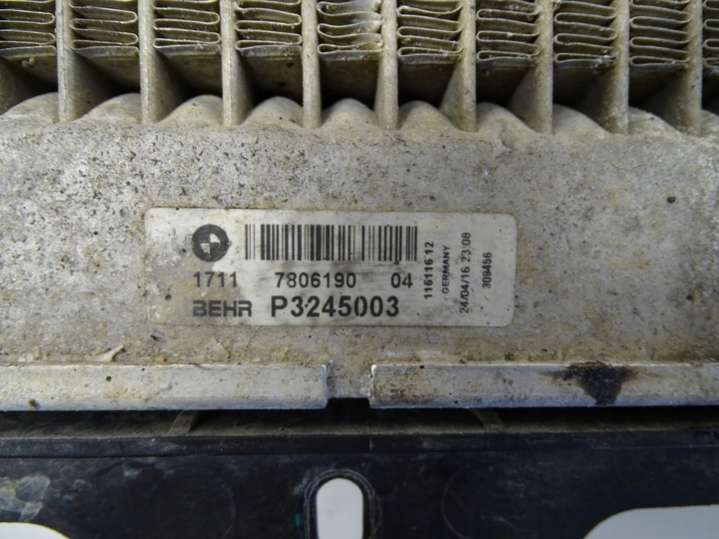 1711 7806190 04
BEHR P3245003
116116 12
GERMANY
24/04/16 23:08
309456